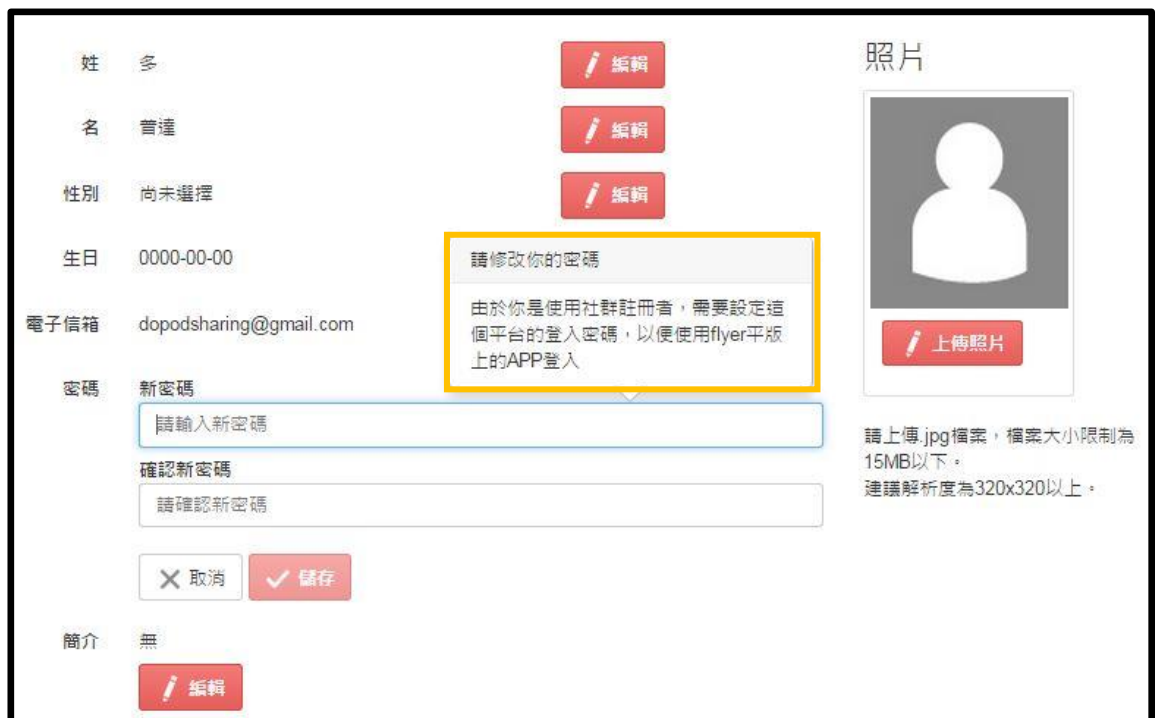 姓 多 編輯
照片
名 普達 編輯
性別 尚未選擇 編輯
生日 0000-00-00
請修改你的密碼
由於你是使用社群註冊者，需要設定這
個平台的登入密碼，以便使用flyer平版
上的APP登入
電子信箱 dopodsharing@gmail.com
上傳照片
密碼 新密碼
請輸入新密碼
確認新密碼
請確認新密碼
請上傳.jpg檔案，檔案大小限制為
15MB以下。
建議解析度為320x320以上。
取消 儲存
簡介 無
編輯